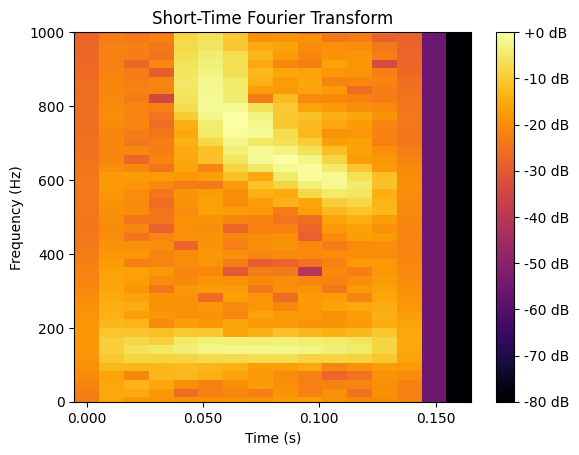 Short-Time Fourier Transform
1000
800
600
400
200
0
Frequency (Hz)
0.000
0.050
0.100
0.150
Time (s)
+0 dB
-10 dB
-20 dB
-30 dB
-40 dB
-50 dB
-60 dB
-70 dB
-80 dB